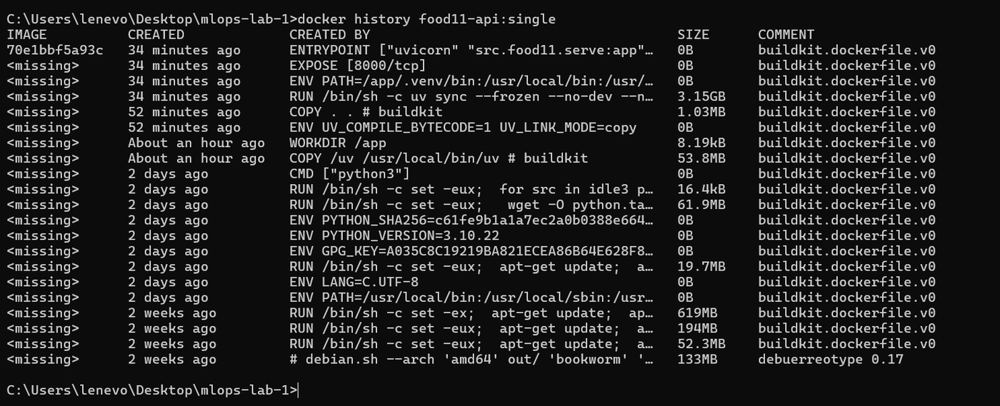 C:\Users\lenevo\Desktop\mlops-lab-1>docker history food11-api:single
IMAGE          CREATED             CREATED BY                                      SIZE      COMMENT
70e1bbf5a93c   34 minutes ago      ENTRYPOINT ["uvicorn" "src.food11.serve:app"…   0B        buildkit.dockerfile.v0
<missing>      34 minutes ago      EXPOSE [8000/tcp]                               0B        buildkit.dockerfile.v0
<missing>      34 minutes ago      ENV PATH=/app/.venv/bin:/usr/local/bin:/usr/…   0B        buildkit.dockerfile.v0
<missing>      34 minutes ago      RUN /bin/sh -c uv sync --frozen --no-dev --n…   3.15GB    buildkit.dockerfile.v0
<missing>      52 minutes ago      COPY . . # buildkit                             1.03MB    buildkit.dockerfile.v0
<missing>      52 minutes ago      ENV UV_COMPILE_BYTECODE=1 UV_LINK_MODE=copy     0B        buildkit.dockerfile.v0
<missing>      About an hour ago   WORKDIR /app                                    8.19kB    buildkit.dockerfile.v0
<missing>      About an hour ago   COPY /uv /usr/local/bin/uv # buildkit           53.8MB    buildkit.dockerfile.v0
<missing>      2 days ago          CMD ["python3"]                                 0B        buildkit.dockerfile.v0
<missing>      2 days ago          RUN /bin/sh -c set -eux;  for src in idle3 p…   16.4kB    buildkit.dockerfile.v0
<missing>      2 days ago          RUN /bin/sh -c set -eux;   wget -O python.ta…   61.9MB    buildkit.dockerfile.v0
<missing>      2 days ago          ENV PYTHON_SHA256=c61fe9b1a1a7ec2a0b0388e664…   0B        buildkit.dockerfile.v0
<missing>      2 days ago          ENV PYTHON_VERSION=3.10.22                      0B        buildkit.dockerfile.v0
<missing>      2 days ago          ENV GPG_KEY=A035C8C19219BA821ECEA86B64E628F8…   0B        buildkit.dockerfile.v0
<missing>      2 days ago          RUN /bin/sh -c set -eux;  apt-get update;  a…   19.7MB    buildkit.dockerfile.v0
<missing>      2 days ago          ENV LANG=C.UTF-8                                0B        buildkit.dockerfile.v0
<missing>      2 days ago          ENV PATH=/usr/local/bin:/usr/local/sbin:/usr…   0B        buildkit.dockerfile.v0
<missing>      2 weeks ago         RUN /bin/sh -c set -ex;  apt-get update;  ap…   619MB     buildkit.dockerfile.v0
<missing>      2 weeks ago         RUN /bin/sh -c set -eux;  apt-get update;  a…   194MB     buildkit.dockerfile.v0
<missing>      2 weeks ago         RUN /bin/sh -c set -eux;  apt-get update;  a…   52.3MB    buildkit.dockerfile.v0
<missing>      2 weeks ago         # debian.sh --arch 'amd64' out/ 'bookworm' '…   133MB     debuerreotype 0.17
C:\Users\lenevo\Desktop\mlops-lab-1>